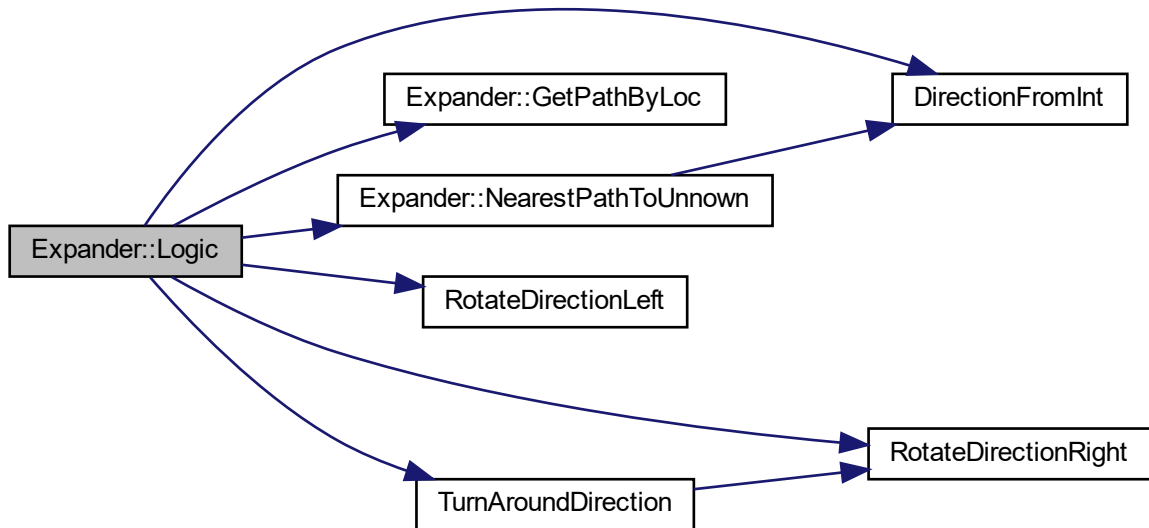 Expander::GetPathByLoc
DirectionFromInt
Expander::NearestPathToUnnown
Expander::Logic
RotateDirectionLeft
RotateDirectionRight
TurnAroundDirection